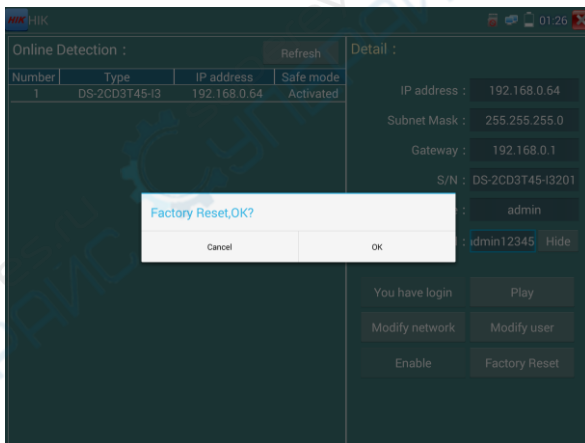 HIK HIK
01:26
Online Detection :
Refresh
Detail :
Number Type IP address Safe mode
1 DS-2CD3T45-I3 192.168.0.64 Activated
IP address : 192.168.0.64
Subnet Mask : 255.255.255.0
Gateway : 192.168.0.1
S/N : DS-2CD3T45-I3201
: admin
: dmin12345 Hide
Factory Reset,OK?
Cancel OK
You have login Play
Modify network Modify user
Enable Factory Reset